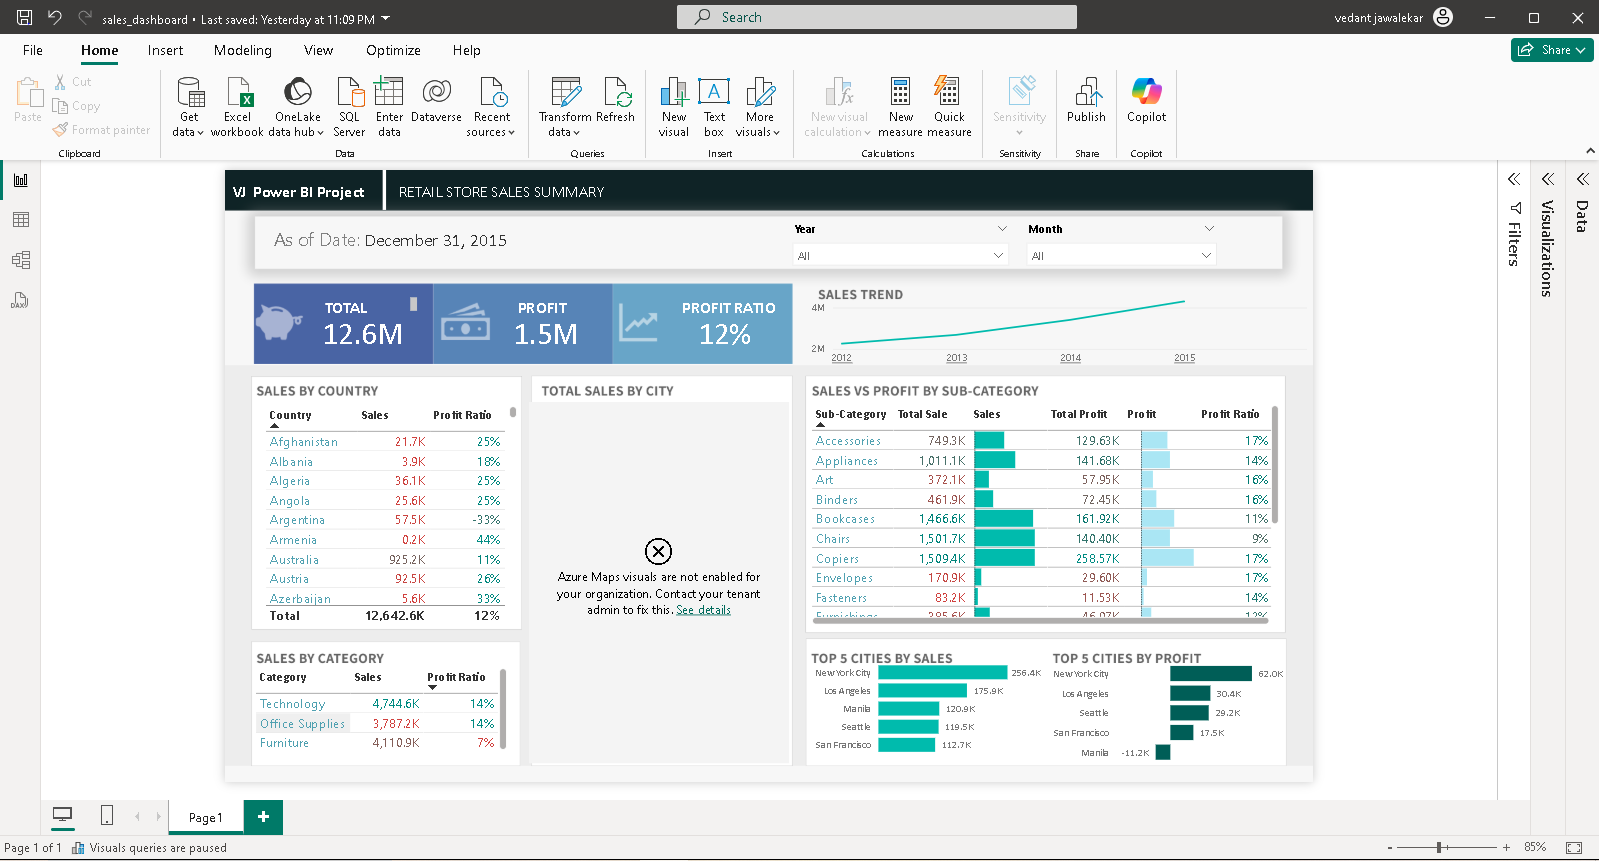 sales_dashboard • Last saved: Yesterday at 11:09 PM
Search
vedant jawalekar
File Home Insert Modeling View Optimize Help
Share
Paste
Cut
Copy
Format painter
Clipboard
Get data
Excel workbook
OneLake data hub
SQL Server
Enter data
Dataverse
Recent sources
Data
Transform data
Refresh
Queries
New visual
Text box
More visuals
Insert
New visual calculation
New measure
Quick measure
Calculations
Sensitivity
Sensitivity
Publish
Share
Copilot
Copilot
VJ Power BI Project
RETAIL STORE SALES SUMMARY
As of Date: December 31, 2015
Year
All
Month
All
TOTAL
12.6M
PROFIT
1.5M
PROFIT RATIO
12%
SALES TREND
4M
2M
2012 2013 2014 2015
SALES BY COUNTRY
Country Sales Profit Ratio
Afghanistan 21.7K 25%
Albania 3.9K 18%
Algeria 36.1K 25%
Angola 25.6K 25%
Argentina 57.5K -33%
Armenia 0.2K 44%
Australia 925.2K 11%
Austria 92.5K 26%
Azerbaijan 5.6K 33%
Total 12,642.6K 12%
TOTAL SALES BY CITY
Azure Maps visuals are not enabled for
your organization. Contact your tenant
admin to fix this. See details
SALES VS PROFIT BY SUB-CATEGORY
Sub-Category Total Sale Sales Total Profit Profit Profit Ratio
Accessories 749.3K 129.63K 17%
Appliances 1,011.1K 141.68K 14%
Art 372.1K 57.95K 16%
Binders 461.9K 72.45K 16%
Bookcases 1,466.6K 161.92K 11%
Chairs 1,501.7K 140.40K 9%
Copiers 1,509.4K 258.57K 17%
Envelopes 170.9K 29.60K 17%
Fasteners 83.2K 11.53K 14%
Furnishings 385.6K 46.07K 12%
SALES BY CATEGORY
Category Sales Profit Ratio
Technology 4,744.6K 14%
Office Supplies 3,787.2K 14%
Furniture 4,110.9K 7%
TOP 5 CITIES BY SALES
New York City 256.4K
Los Angeles 175.9K
Manila 120.9K
Seattle 119.5K
San Francisco 112.7K
TOP 5 CITIES BY PROFIT
New York City 62.0K
Los Angeles 30.4K
Seattle 29.2K
San Francisco 17.5K
Manila -11.2K
Filters
Visualizations
Data
DAX
Page 1
Page 1 of 1
Visuals queries are paused
- + 85%